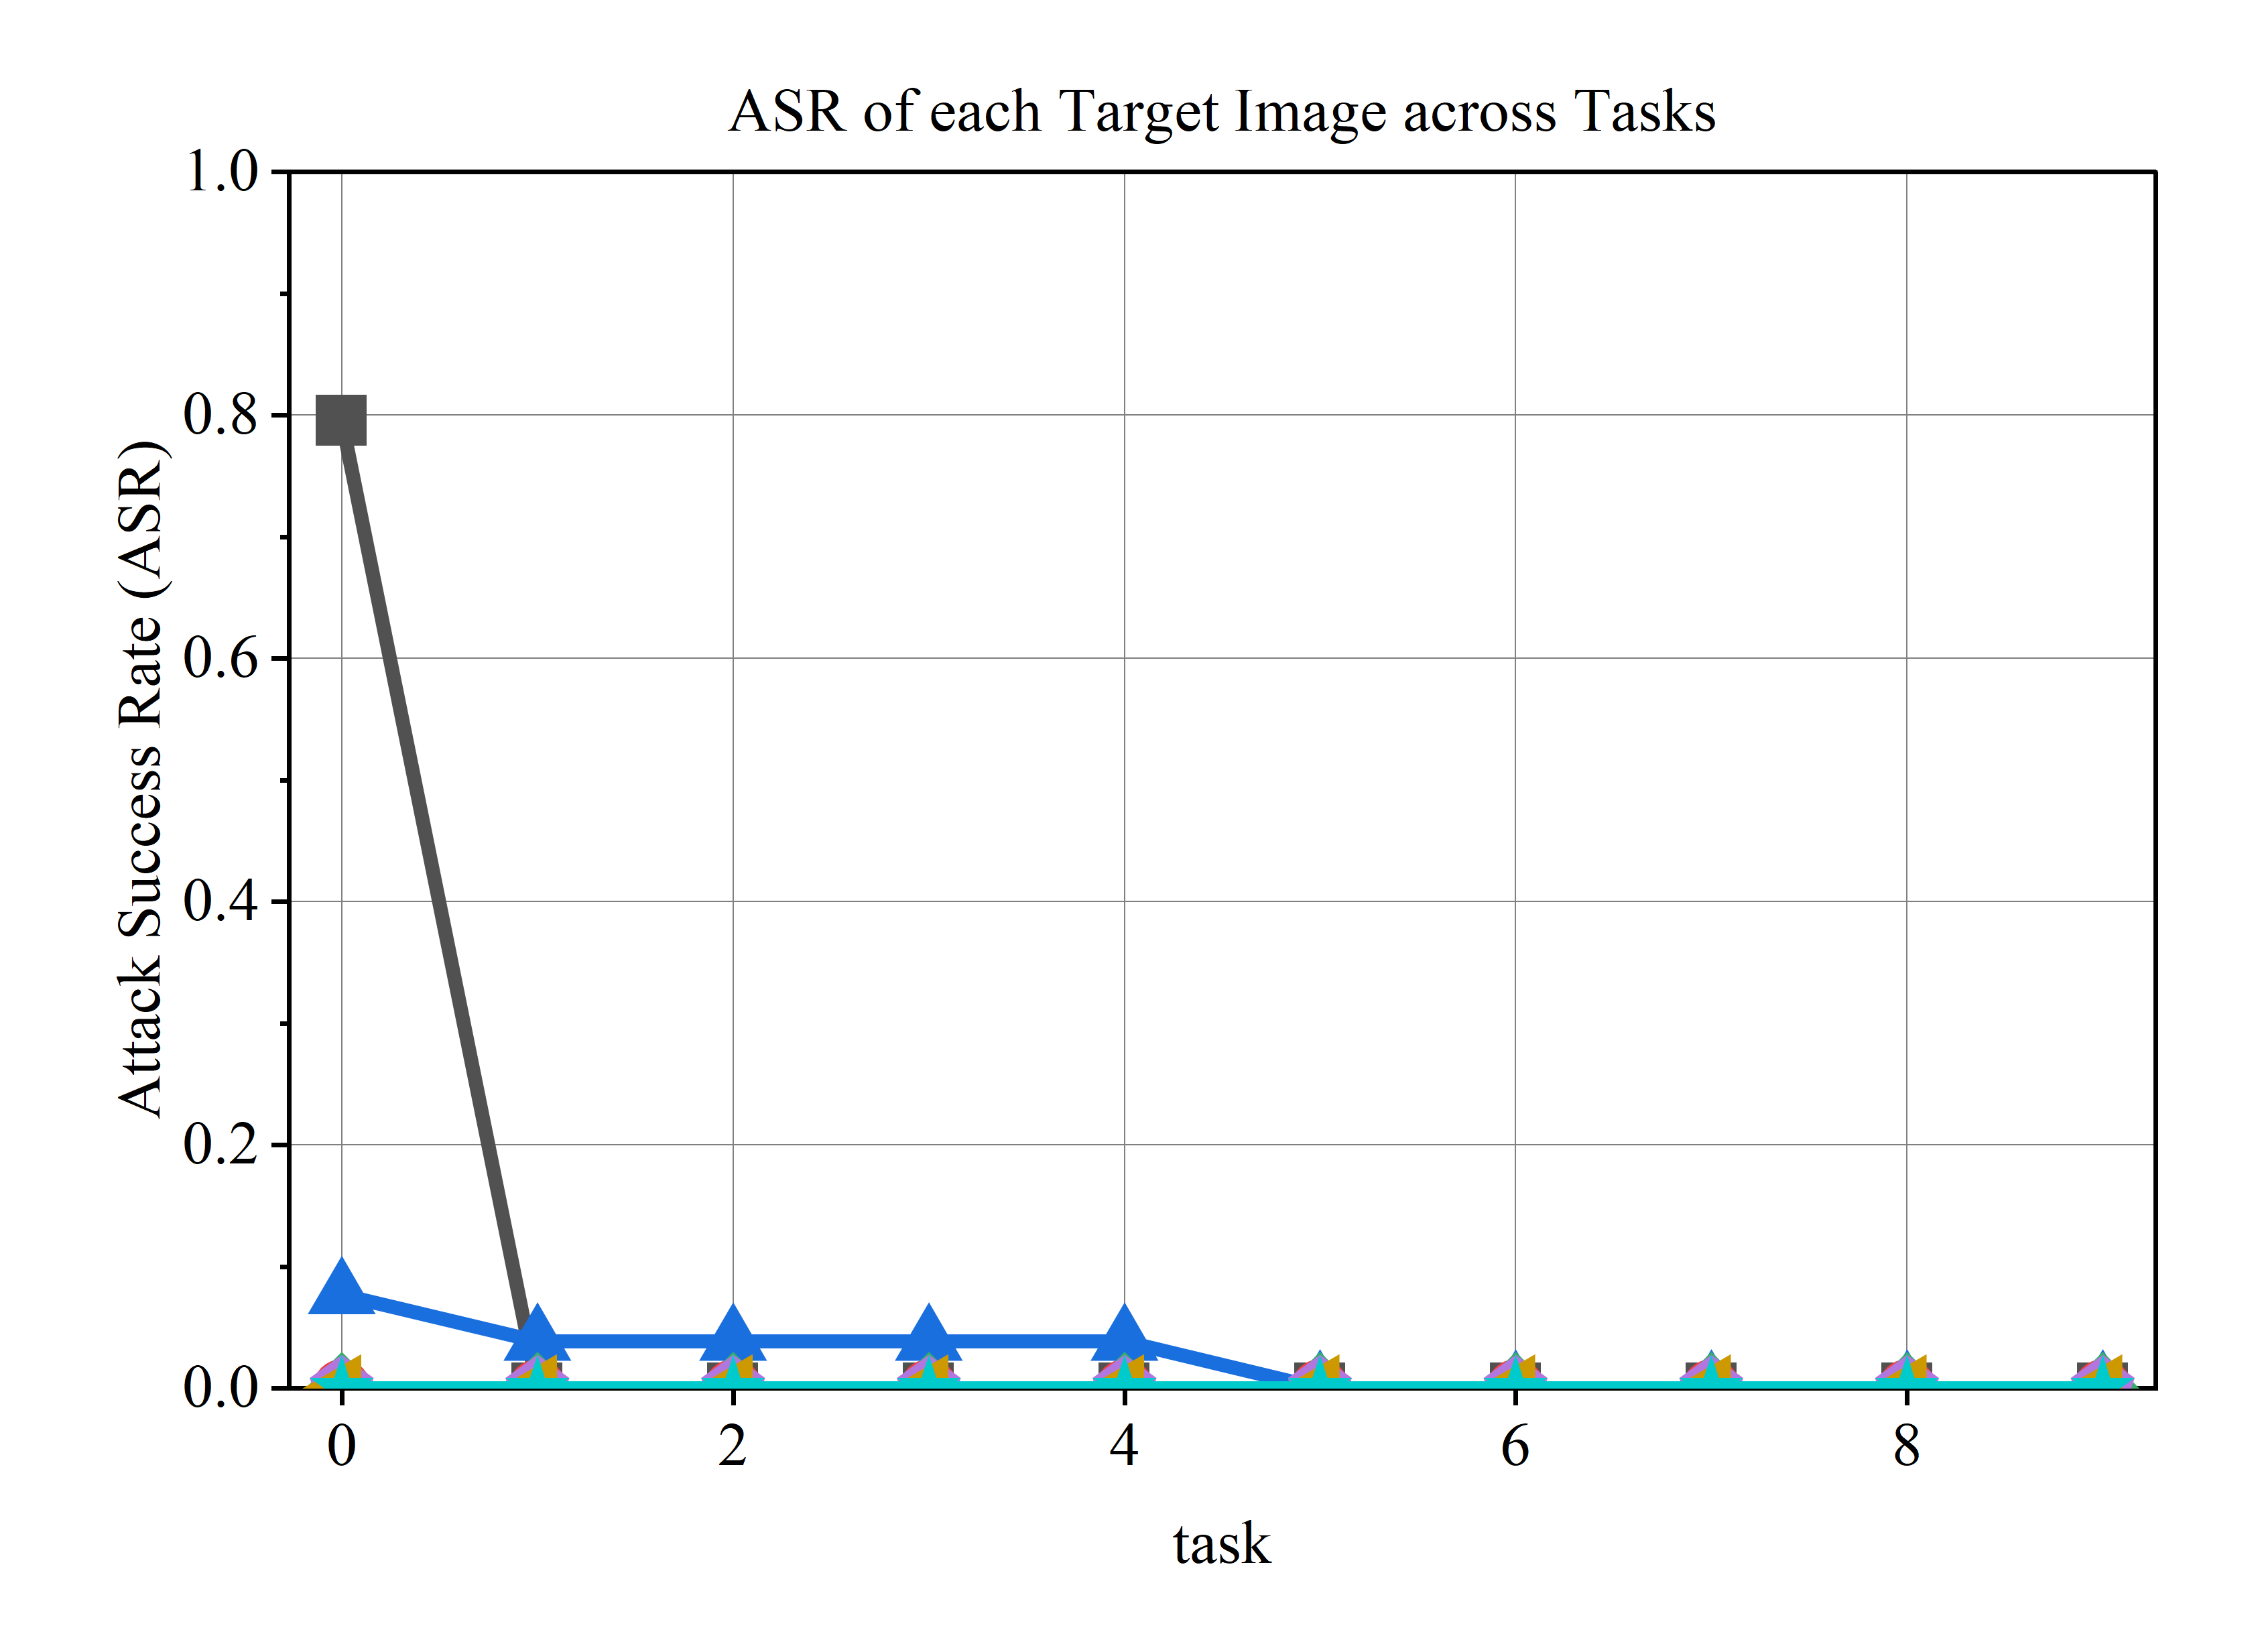 ASR of each Target Image across Tasks
1.0
0.8
0.6
0.4
0.2
0.0
Attack Success Rate (ASR)
0 2 4 6 8
task